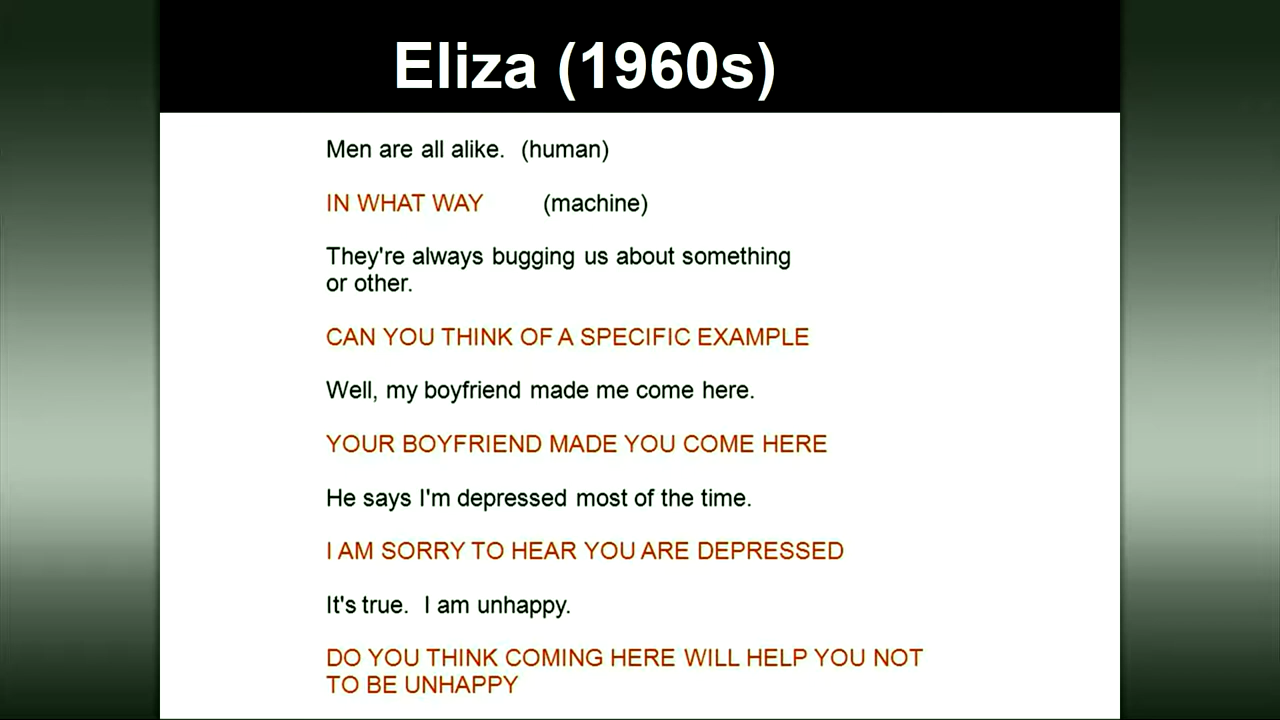 Eliza (1960s)
Men are all alike.  (human)
IN WHAT WAY (machine)
They're always bugging us about something
or other.
CAN YOU THINK OF A SPECIFIC EXAMPLE
Well, my boyfriend made me come here.
YOUR BOYFRIEND MADE YOU COME HERE
He says I'm depressed most of the time.
I AM SORRY TO HEAR YOU ARE DEPRESSED
It's true.  I am unhappy.
DO YOU THINK COMING HERE WILL HELP YOU NOT
TO BE UNHAPPY